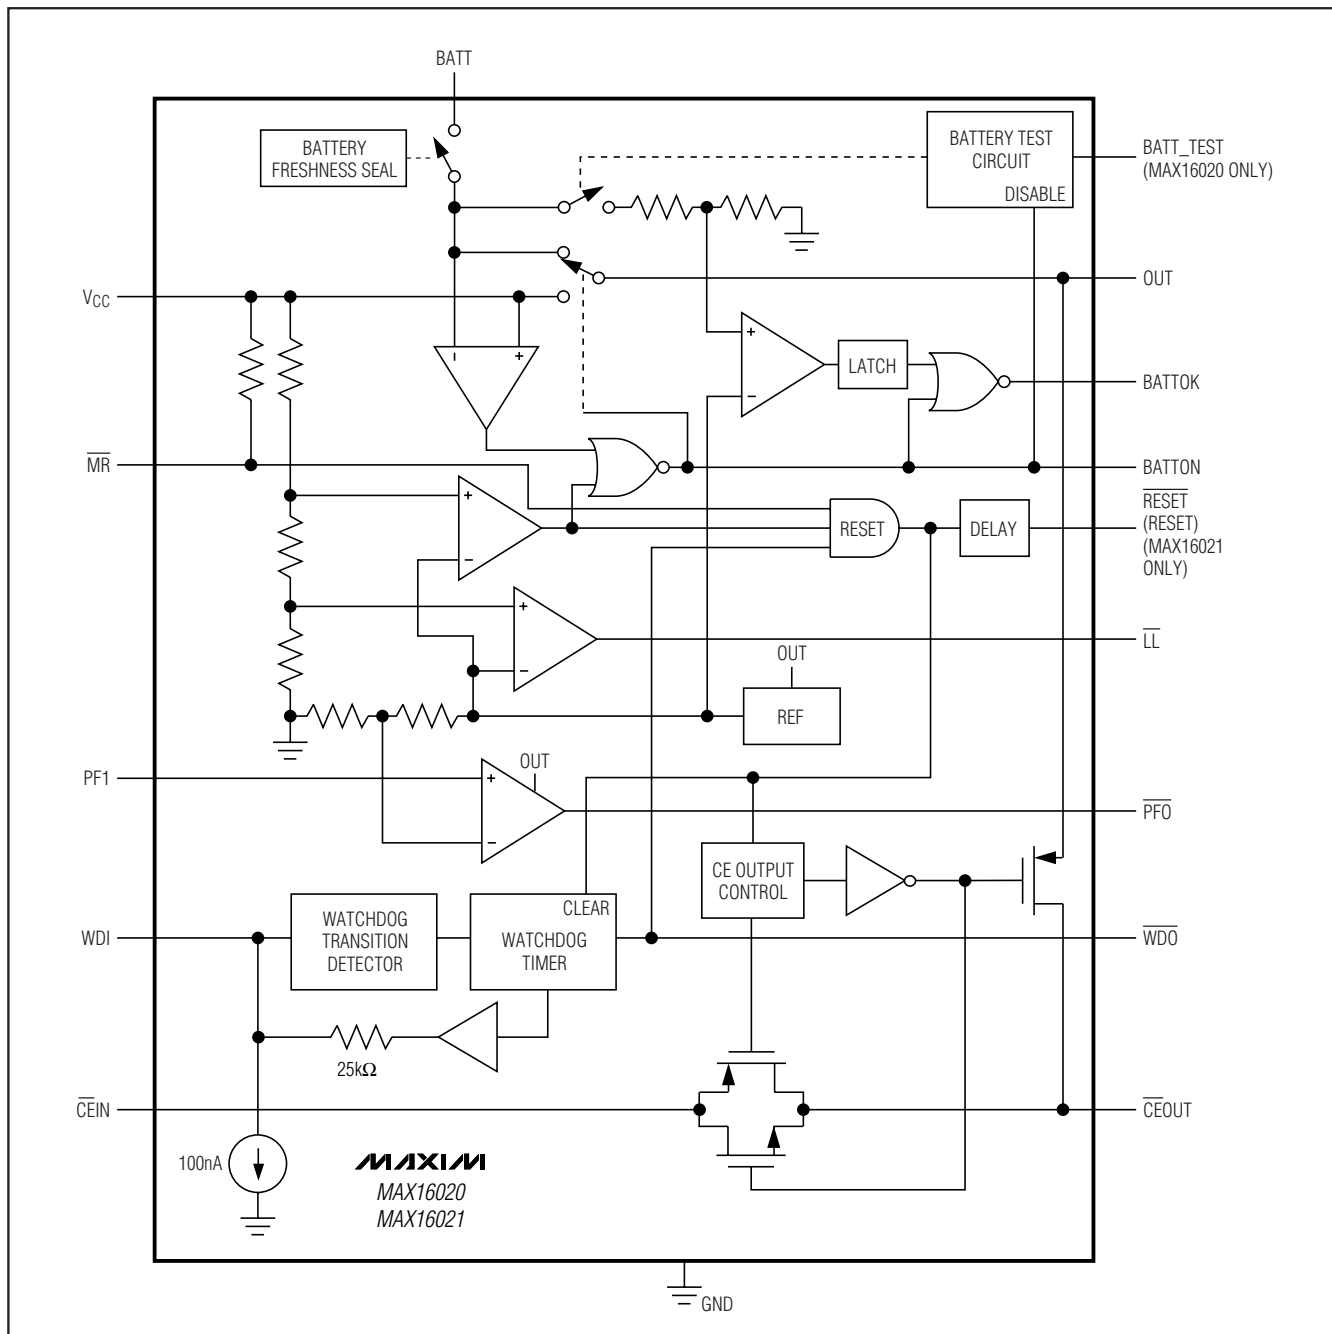 BATT
BATTERY
FRESHNESS SEAL
BATTERY TEST
CIRCUIT
DISABLE
BATT_TEST
(MAX16020 ONLY)
OUT
VCC
+
−
+
−
LATCH
BATTOK
MR
BATTON
+
−
RESET
DELAY
RESET
(RESET)
(MAX16021
ONLY)
+
−
LL
OUT
REF
PF1
+
−
OUT
PFO
CE OUTPUT
CONTROL
WDI
WATCHDOG
TRANSITION
DETECTOR
CLEAR
WATCHDOG
TIMER
WDO
25kΩ
CEIN
CEOUT
100nA
MAXIM
MAX16020
MAX16021
GND